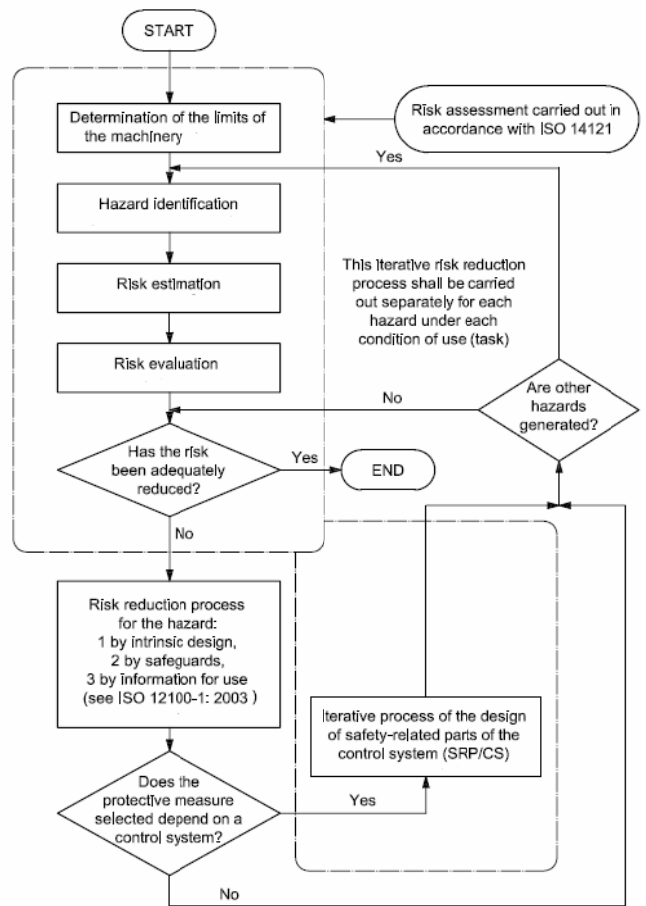 START
Determination of the limits of
the machinery
Risk assessment carried out in
accordance with ISO 14121
Yes
Hazard identification
Risk estimation
This iterative risk reduction
process shall be carried
out separately for each
hazard under each
condition of use (task)
Risk evaluation
No
Are other
hazards
generated?
Has the risk
been adequately
reduced?
Yes
END
No
Risk reduction process
for the hazard:
1 by intrinsic design,
2 by safeguards,
3 by information for use
(see ISO 12100-1: 2003 )
Iterative process of the design
of safety-related parts of the
control system (SRP/CS)
Does the
protective measure
selected depend on a
control system?
Yes
No